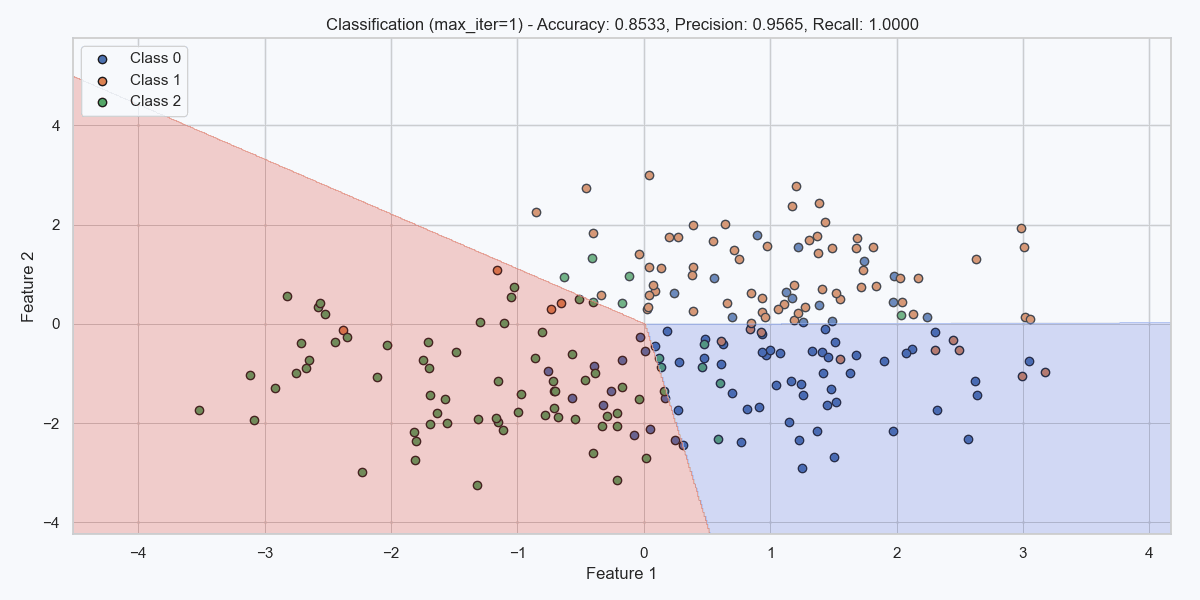 Classification (max_iter=1) - Accuracy: 0.8533, Precision: 0.9565, Recall: 1.0000
Class 0
Class 1
Class 2
Feature 2
4
2
0
−2
−4
−4
−3
−2
−1
0
1
2
3
4
Feature 1